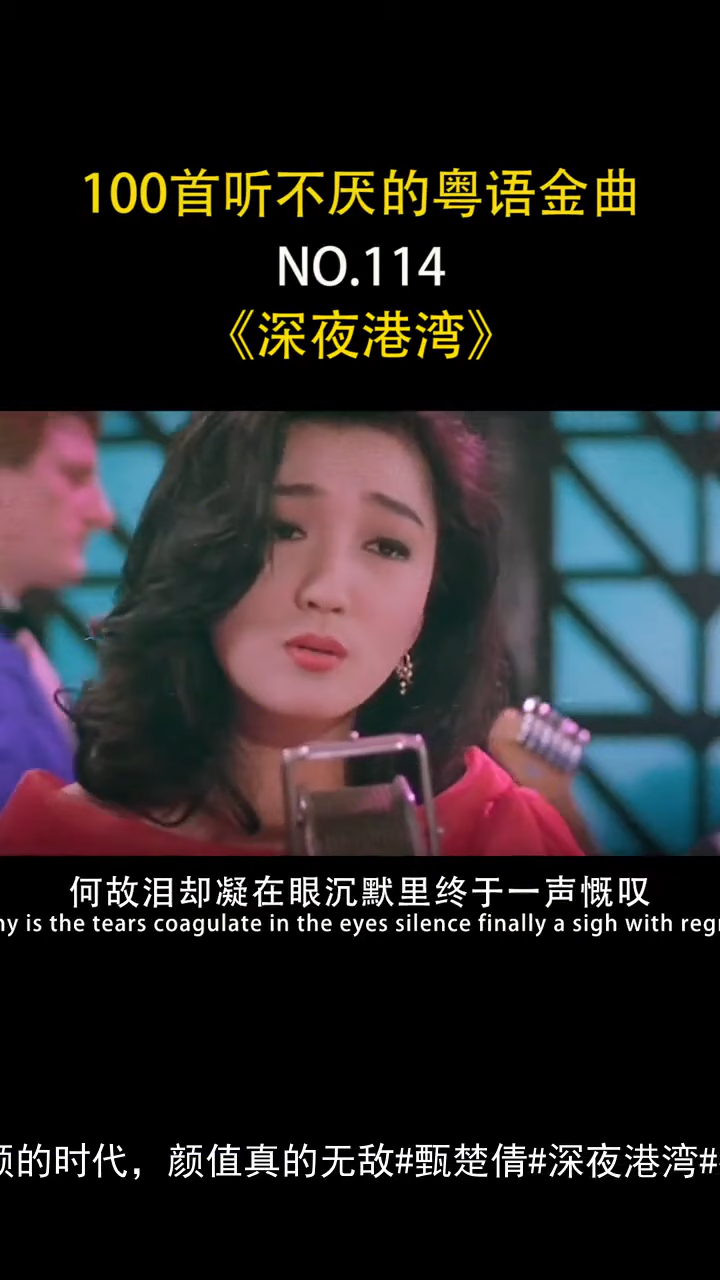 100首听不厌的粤语金曲
NO.114
《深夜港湾》
何故泪却凝在眼沉默里终于一声慨叹
is the tears coagulate in the eyes silence finally a sigh with
的时代，颜值真的无敌#甄楚倩#深夜港湾#